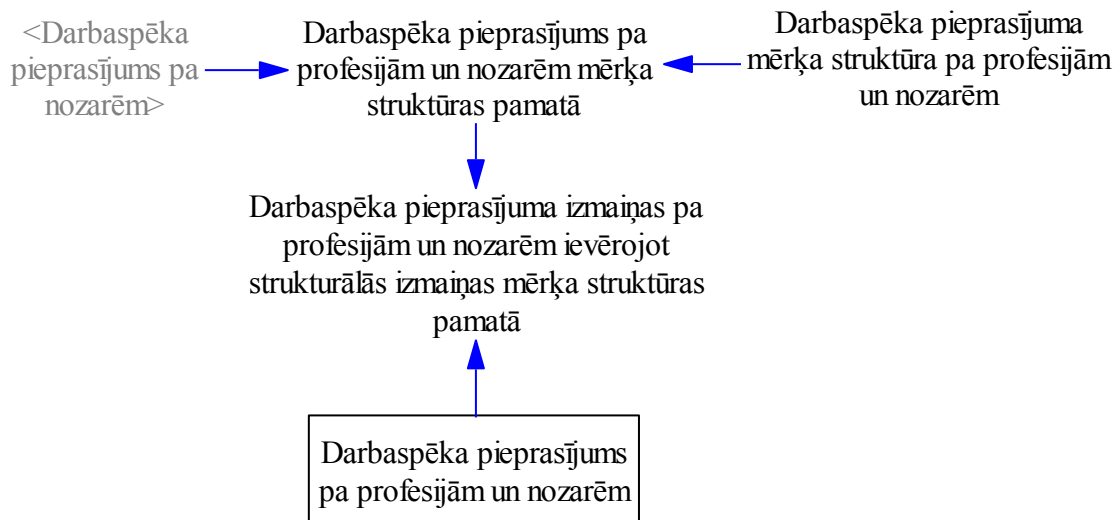 <Darbaspēka
pieprasījums pa
nozarēm>
Darbaspēka pieprasījums pa
profesijām un nozarēm mērķa
struktūras pamatā
Darbaspēka pieprasījuma
mērķa struktūra pa profesijām
un nozarēm
Darbaspēka pieprasījuma izmaiņas pa
profesijām un nozarēm ievērojot
strukturālās izmaiņas mērķa struktūras
pamatā
Darbaspēka pieprasījums
pa profesijām un nozarēm